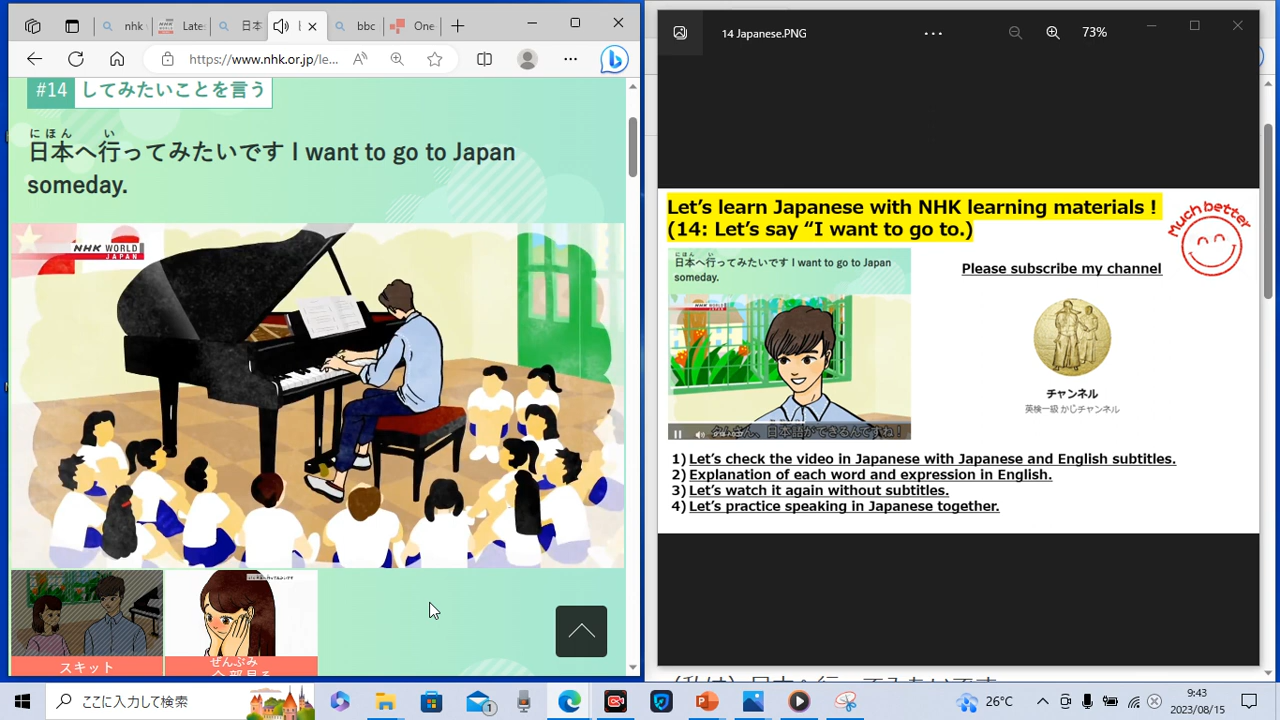 nhk
Late
日本
bbc
One
https://www.nhk.or.jp/le...
#14 してみたいことを言う
にほん い
日本へ行ってみたいです I want to go to Japan
someday.
NHK WORLD
JAPAN
スキット
ぜんぶみ
14 Japanese.PNG
73%
Let's learn Japanese with NHK learning materials !
(14: Let's say “I want to go to.)
Much better
にほん い
日本へ行ってみたいです I want to go to Japan
someday.
NHK WORLD
JAPAN
Please subscribe my channel
チャンネル
英検一級 かじチャンネル
1) Let's check the video in Japanese with Japanese and English subtitles.
2) Explanation of each word and expression in English.
3) Let's watch it again without subtitles.
4) Let's practice speaking in Japanese together.
ここに入力して検索
1
26°C
9:43
2023/08/15